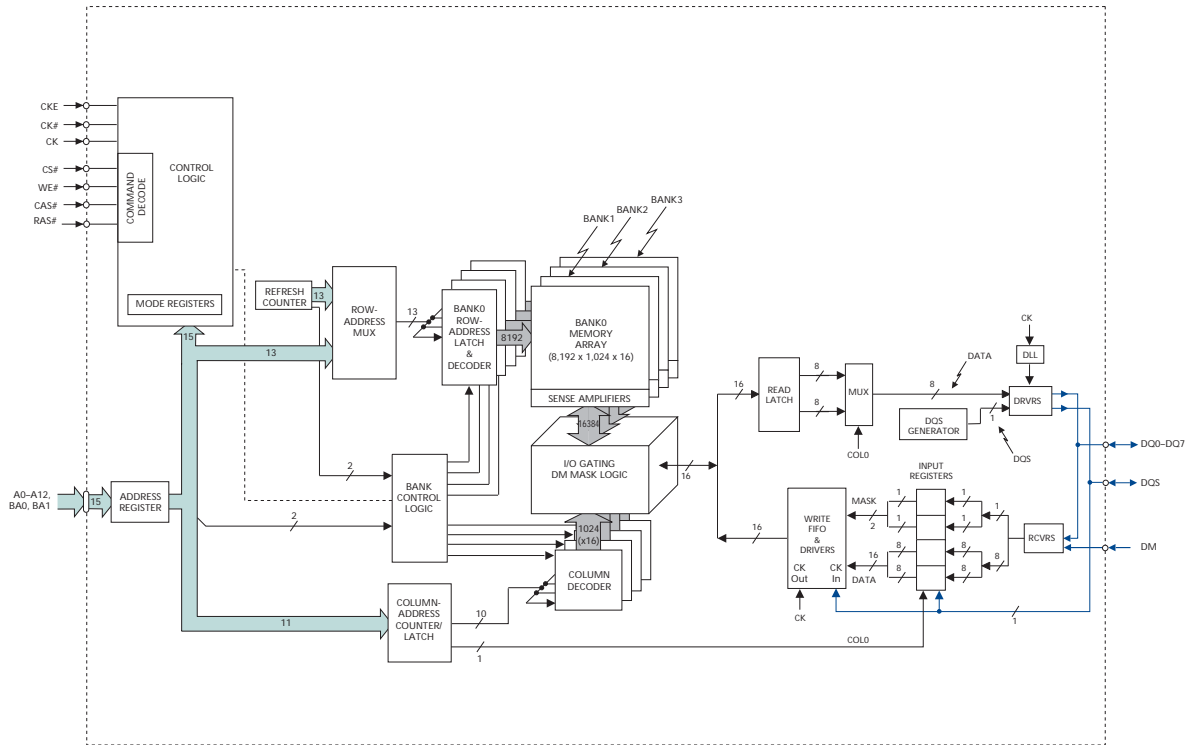 CKE
CK#
CK
CS#
WE#
CAS#
RAS#
COMMAND
DECODE
CONTROL
LOGIC
MODE REGISTERS
15
REFRESH
COUNTER
13
13
ROW-
ADDRESS
MUX
13
BANK0
ROW-
ADDRESS
LATCH
&
DECODER
8192
BANK1
BANK2
BANK3
BANK0
MEMORY
ARRAY
(8,192 x 1,024 x 16)
SENSE AMPLIFIERS
16384
I/O GATING
DM MASK LOGIC
16
1024
(x16)
COLUMN
DECODER
A0–A12,
BA0, BA1
15
ADDRESS
REGISTER
2
2
BANK
CONTROL
LOGIC
11
COLUMN-
ADDRESS
COUNTER/
LATCH
10
1
COL0
16
READ
LATCH
8
8
MUX
COL0
8
DATA
CK
DLL
DRVRS
DQS
GENERATOR
1
DQS
DQ0–DQ7
DQS
DM
INPUT
REGISTERS
16
WRITE
FIFO
&
DRIVERS
CK
Out
CK
In
CK
MASK
2
16
DATA
1
1
8
8
1
1
8
8
1
8
RCVRS
1